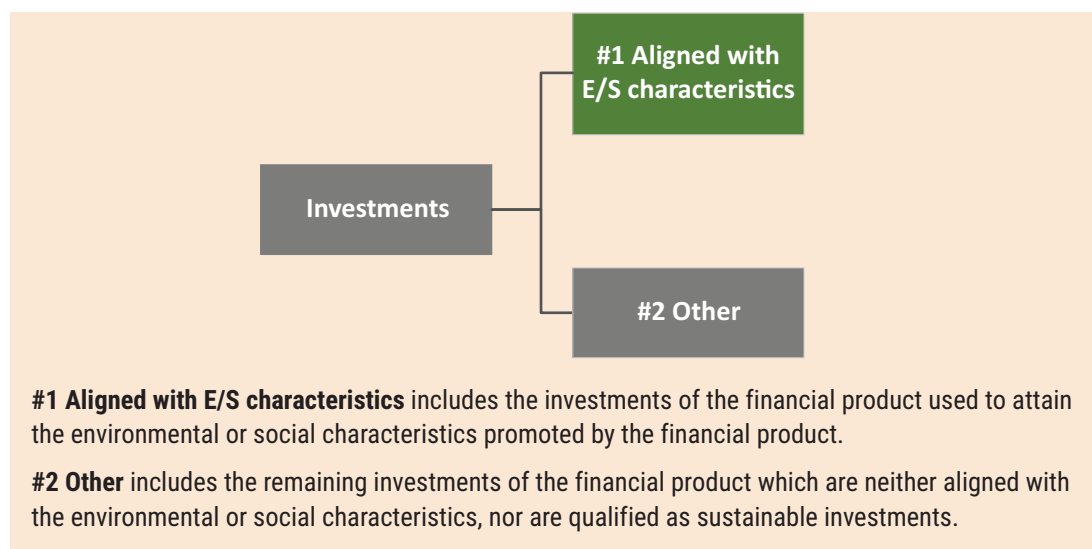 #1 Aligned with
E/S characteristics
Investments
#2 Other
#1 Aligned with E/S characteristics includes the investments of the financial product used to attain
the environmental or social characteristics promoted by the financial product.
#2 Other includes the remaining investments of the financial product which are neither aligned with
the environmental or social characteristics, nor are qualified as sustainable investments.